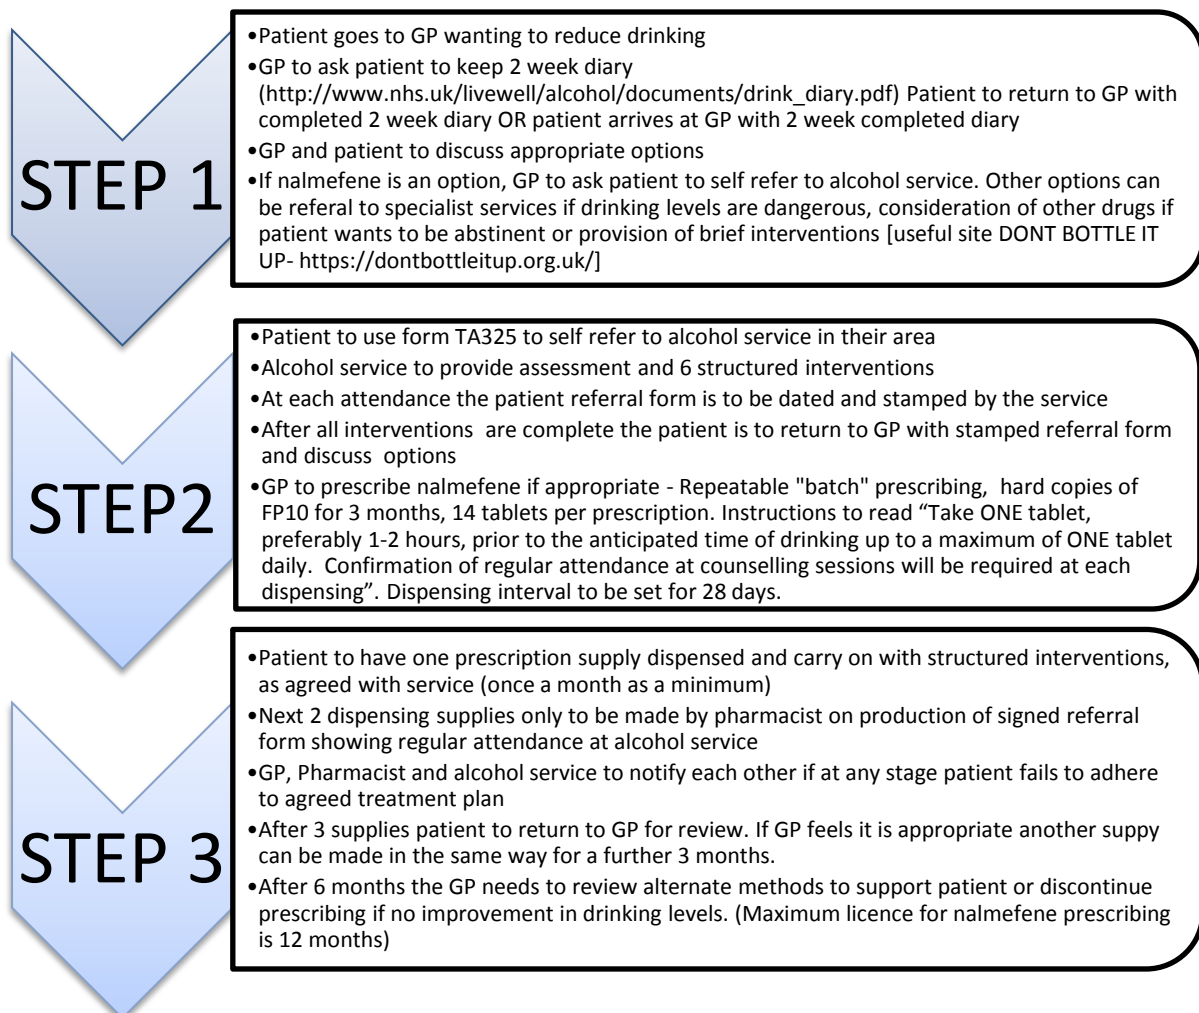 STEP 1
•Patient goes to GP wanting to reduce drinking
•GP to ask patient to keep 2 week diary
(http://www.nhs.uk/livewell/alcohol/documents/drink_diary.pdf) Patient to return to GP with
completed 2 week diary OR patient arrives at GP with 2 week completed diary
•GP and patient to discuss appropriate options
•If nalmefene is an option, GP to ask patient to self refer to alcohol service. Other options can
be referal to specialist services if drinking levels are dangerous, consideration of other drugs if
patient wants to be abstinent or provision of brief interventions [useful site DONT BOTTLE IT
UP- https://dontbottleitup.org.uk/]
STEP2
•Patient to use form TA325 to self refer to alcohol service in their area
•Alcohol service to provide assessment and 6 structured interventions
•At each attendance the patient referral form is to be dated and stamped by the service
•After all interventions are complete the patient is to return to GP with stamped referral form
and discuss options
•GP to prescribe nalmefene if appropriate - Repeatable "batch" prescribing, hard copies of
FP10 for 3 months, 14 tablets per prescription. Instructions to read “Take ONE tablet,
preferably 1-2 hours, prior to the anticipated time of drinking up to a maximum of ONE tablet
daily. Confirmation of regular attendance at counselling sessions will be required at each
dispensing”. Dispensing interval to be set for 28 days.
STEP 3
•Patient to have one prescription supply dispensed and carry on with structured interventions,
as agreed with service (once a month as a minimum)
•Next 2 dispensing supplies only to be made by pharmacist on production of signed referral
form showing regular attendance at alcohol service
•GP, Pharmacist and alcohol service to notify each other if at any stage patient fails to adhere
to agreed treatment plan
•After 3 supplies patient to return to GP for review. If GP feels it is appropriate another suppy
can be made in the same way for a further 3 months.
•After 6 months the GP needs to review alternate methods to support patient or discontinue
prescribing if no improvement in drinking levels. (Maximum licence for nalmefene prescribing
is 12 months)